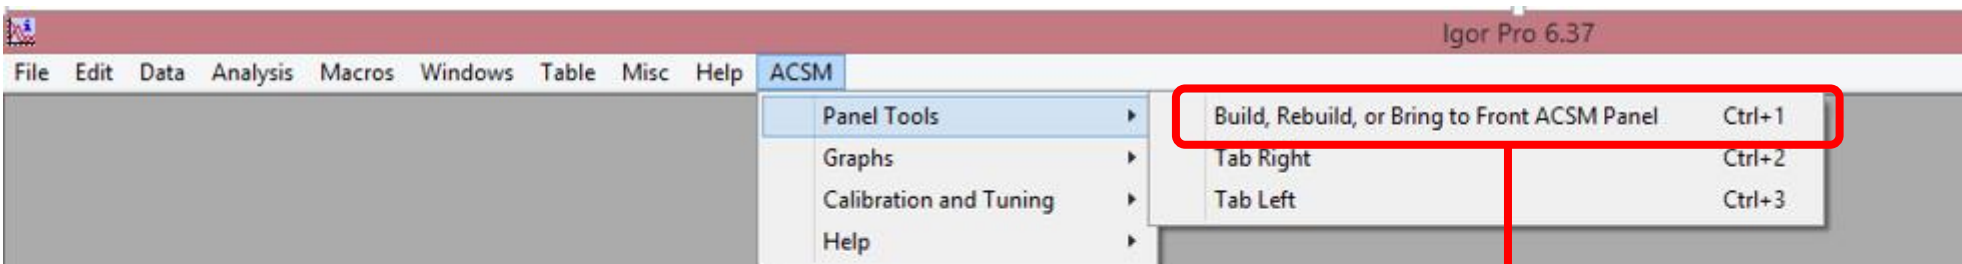 Igor Pro 6.37
File Edit Data Analysis Macros Windows Table Misc Help ACSM
Panel Tools
Graphs
Calibration and Tuning
Help
Build, Rebuild, or Bring to Front ACSM Panel Ctrl+1
Tab Right Ctrl+2
Tab Left Ctrl+3